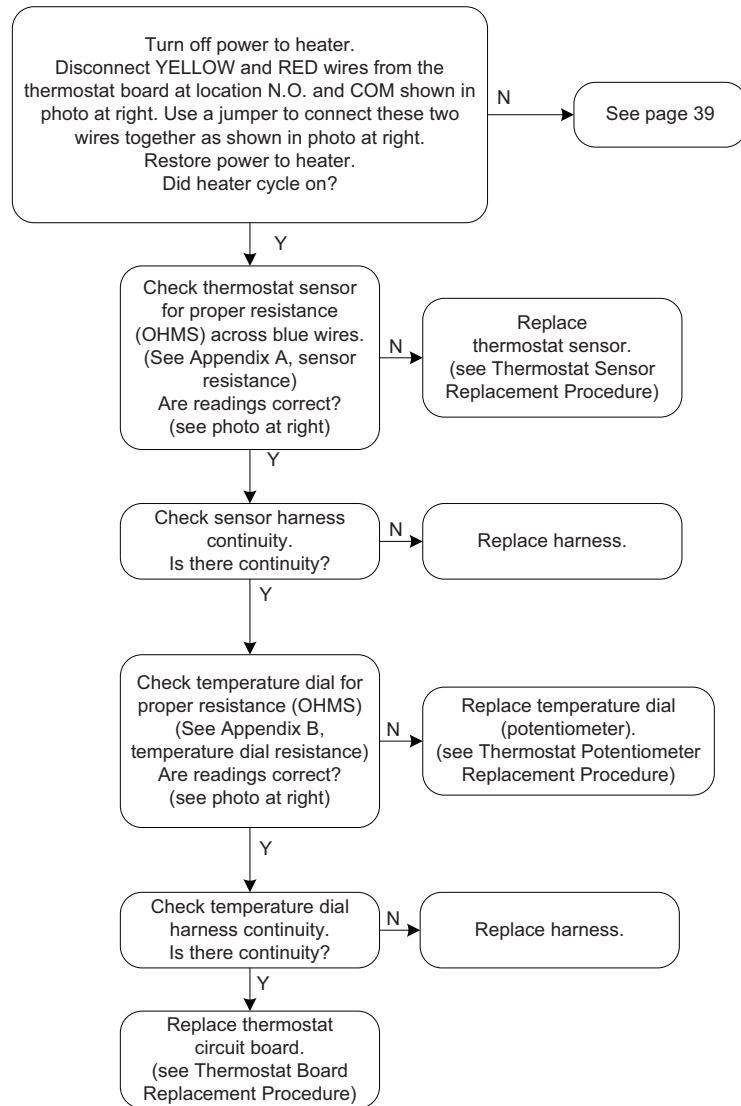 Turn off power to heater.
Disconnect YELLOW and RED wires from the
thermostat board at location N.O. and COM shown in
photo at right. Use a jumper to connect these two
wires together as shown in photo at right.
Restore power to heater.
Did heater cycle on?
N
See page 39
Y
Check thermostat sensor
for proper resistance
(OHMS) across blue wires.
(See Appendix A, sensor
resistance)
Are readings correct?
(see photo at right)
N
Replace
thermostat sensor.
(see Thermostat Sensor
Replacement Procedure)
Y
Check sensor harness
continuity.
Is there continuity?
N
Replace harness.
Y
Check temperature dial for
proper resistance (OHMS)
(See Appendix B,
temperature dial resistance)
Are readings correct?
(see photo at right)
N
Replace temperature dial
(potentiometer).
(see Thermostat Potentiometer
Replacement Procedure)
Y
Check temperature dial
harness continuity.
Is there continuity?
N
Replace harness.
Y
Replace thermostat
circuit board.
(see Thermostat Board
Replacement Procedure)